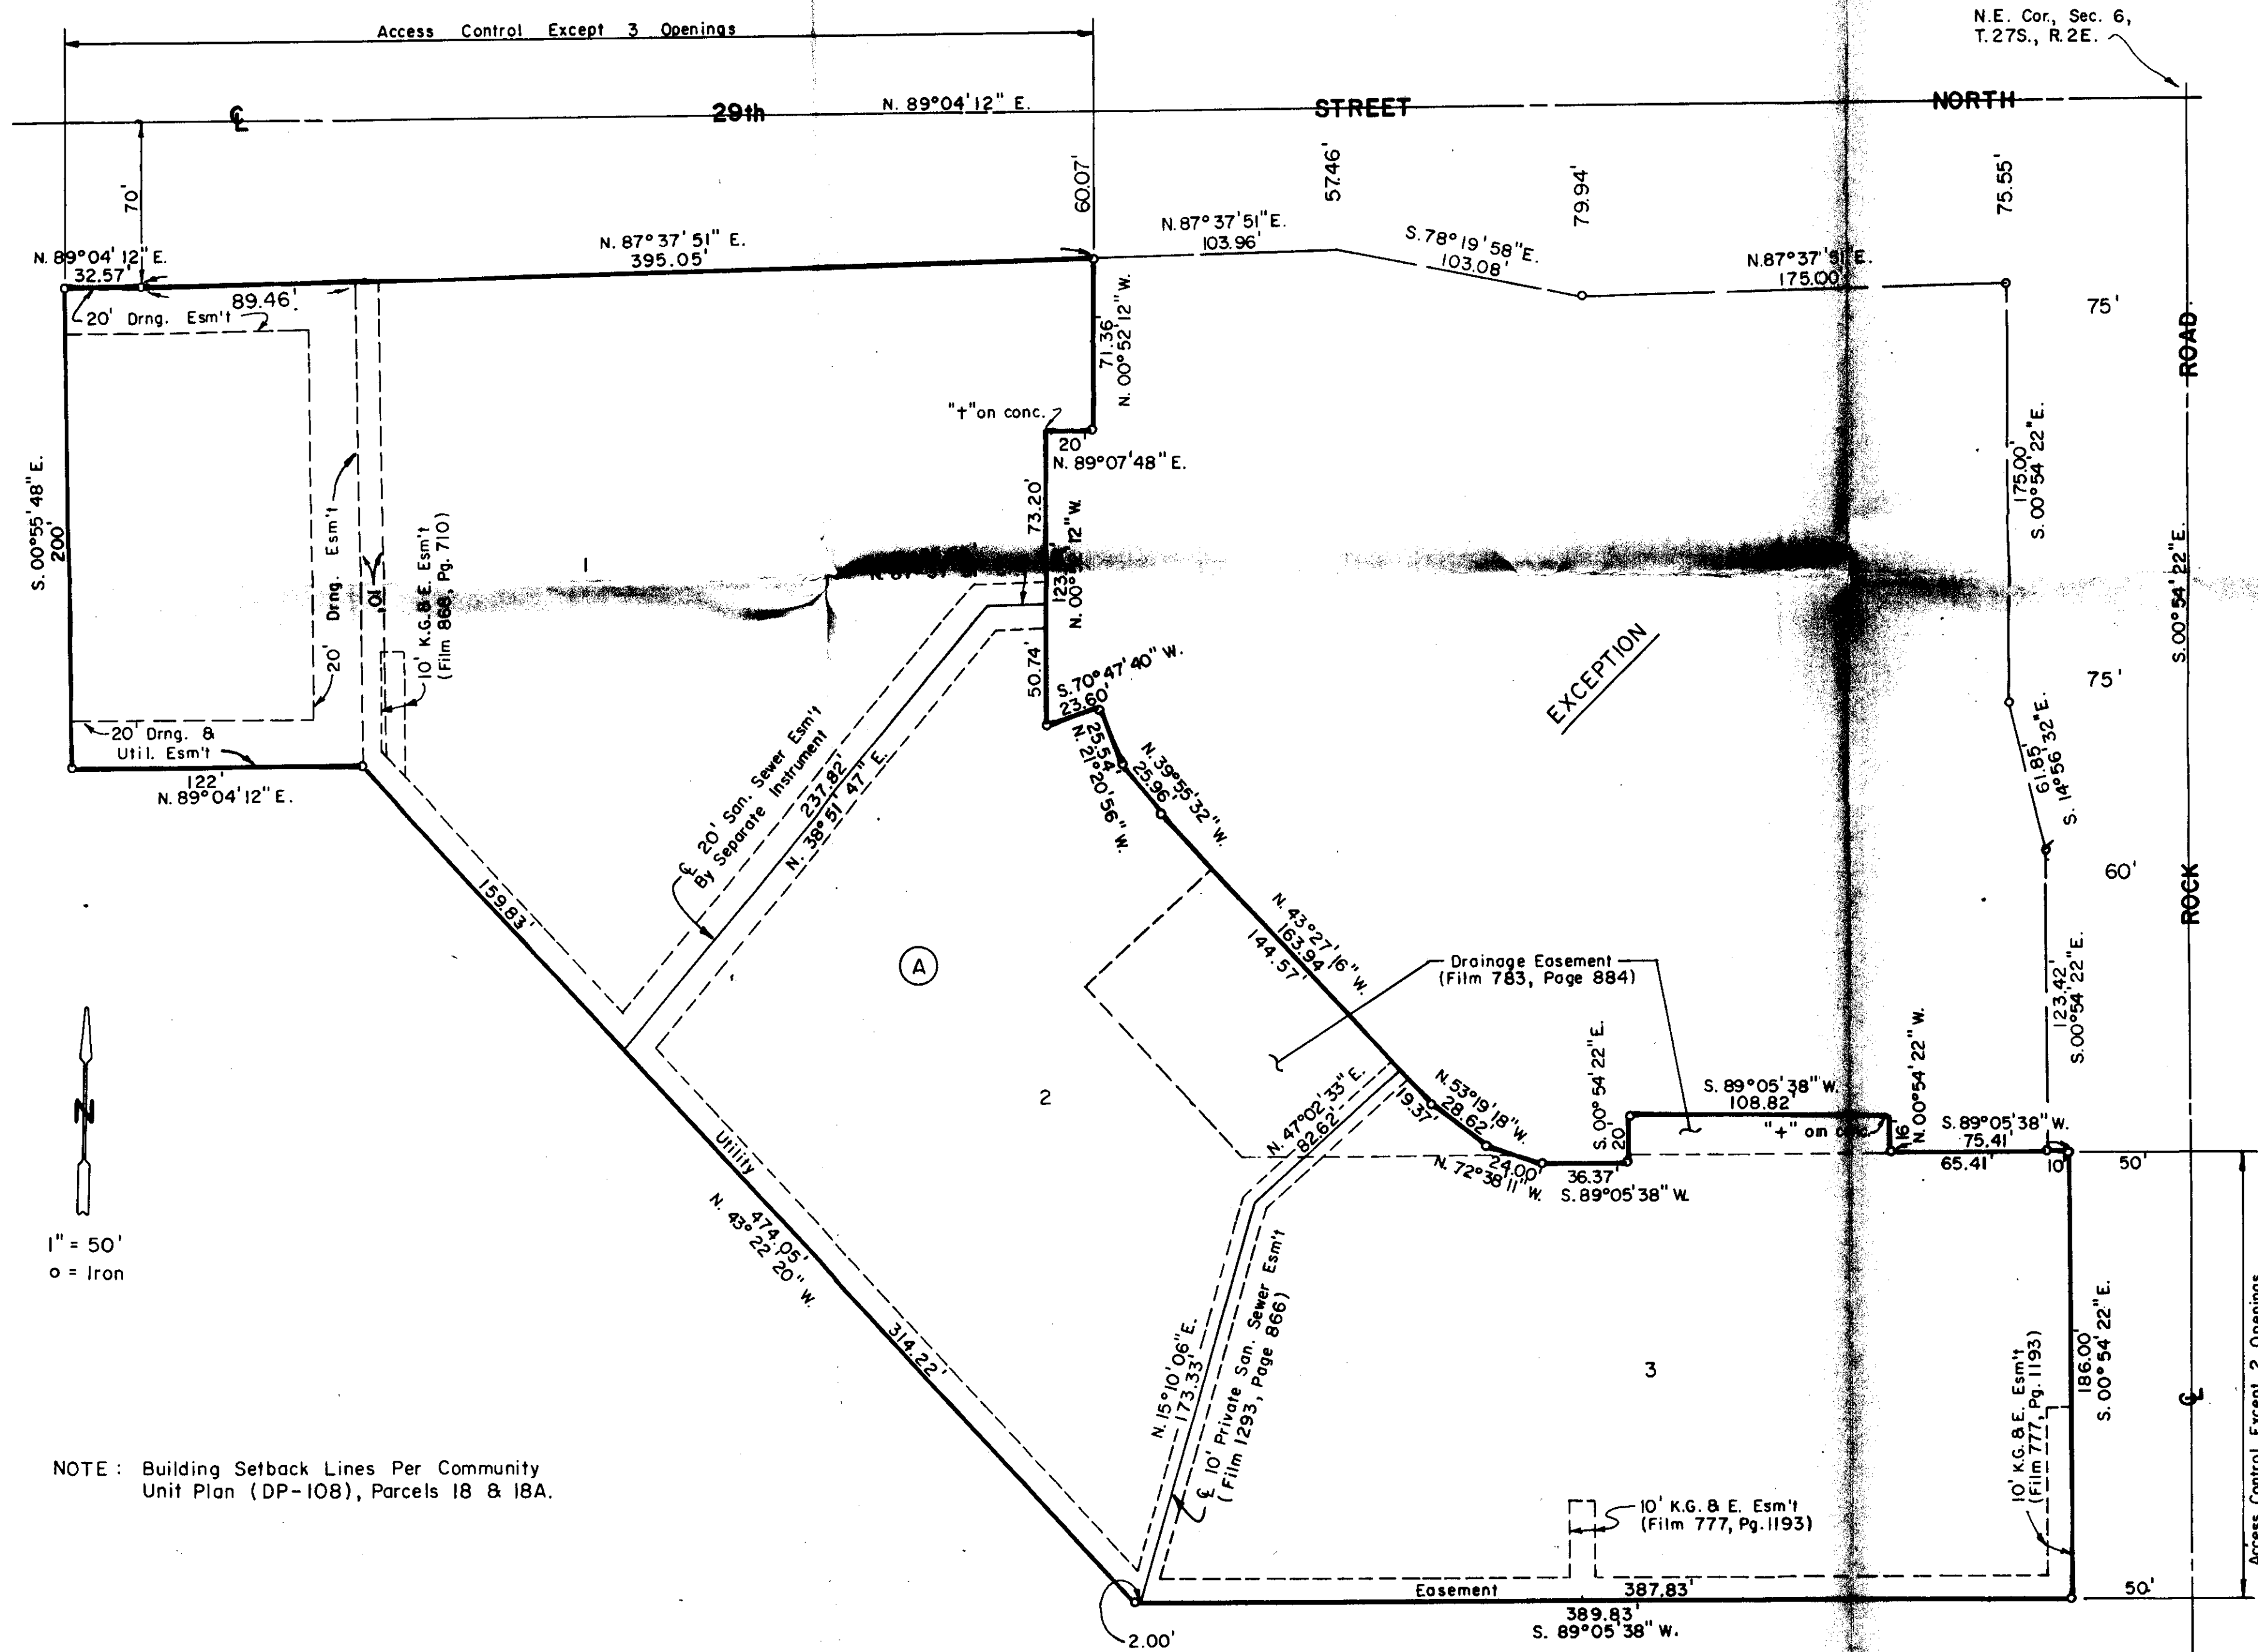 Access Control Except 3 Openings
N.E. Cor., Sec. 6,
T. 27S., R. 2E.
℄ 29th N. 89°04'12" E. STREET NORTH
70'
60.07'
57.46'
79.94'
75.55'
N. 89°04'12" E.
32.57'
N. 87°37'51" E.
395.05'
89.46'
N. 87°37'51" E.
103.96'
S. 78°19'58" E.
103.08'
N. 87°37'51" E.
175.00'
75'
ROAD
20' Drng. Esm't
71.36'
N. 00°52'12" W.
"+" on conc.
20'
N. 89°07'48" E.
175.00'
S. 00°54'22" E.
S. 00°55'48" E.
200'
20' Drng. Esm't
10'
10' K.G. & E. Esm't
(Film 868, Pg. 710)
1
73.20'
50.74'
S. 00°54'22" E.
S. 70°47'40" W.
23.60'
25.54'
N. 21°20'56" W.
N. 39°55'32" W.
25.96'
EXCEPTION
75'
61.85'
S. 14°56'32" E.
60'
ROCK
20' Drng. &
Util. Esm't
122'
N. 89°04'12" E.
℄ 20' San. Sewer Esm't
By Separate Instrument
237.82'
N. 38°51'47" E.
159.83'
A
N. 43°27'16" W.
163.94'
144.57'
Drainage Easement
(Film 783, Page 884)
123.42'
S. 00°54'22" E.
N
1" = 50'
o = Iron
2
N. 47°02'33" E.
82.62'
19.37'
N. 53°19'18" W.
28.62'
24.00'
N. 72°38'11" W.
36.37'
S. 89°05'38" W.
S. 00°54'22" E.
20'
S. 89°05'38" W.
108.82'
"+" om
16'
N. 00°54'22" W.
S. 89°05'38" W.
75.41'
65.41'
10'
50'
Utility
474.05'
N. 43°22'20" W.
314.22'
N. 15°10'06" E.
173.33'
℄ 10' Private San. Sewer Esm't
(Film 1293, Page 866)
3
186.00'
S. 00°54'22" E.
10' K.G. & E. Esm't
(Film 777, Pg. 1193)
℄
Access Control Except 2 Openings
NOTE : Building Setback Lines Per Community
Unit Plan (DP-108), Parcels 18 & 18A.
10' K.G. & E. Esm't
(Film 777, Pg. 1193)
Easement
387.83'
389.83'
S. 89°05'38" W.
50'
2.00'